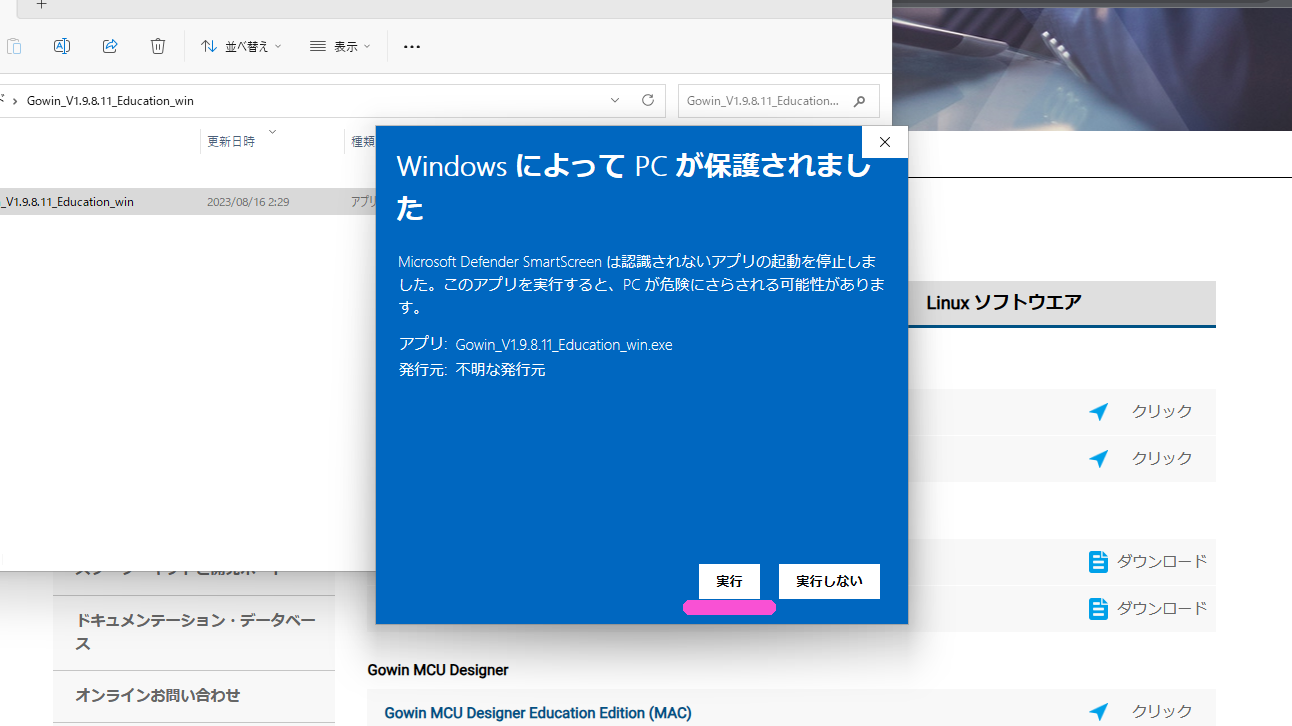 並べ替え
表示
Gowin_V1.9.8.11_Education_win
Gowin_V1.9.8.11_Education...
更新日時
種類
_V1.9.8.11_Education_win
2023/08/16 2:29
アプリ
Windows によって PC が保護されまし
た
Microsoft Defender SmartScreen は認識されないアプリの起動を停止しま
した。このアプリを実行すると、PC が危険にさらされる可能性がありま
す。
アプリ: Gowin_V1.9.8.11_Education_win.exe
発行元: 不明な発行元
実行
実行しない
Linux ソフトウエア
クリック
クリック
ダウンロード
ダウンロード
ドキュメンテーション・データベー
ス
オンラインお問い合わせ
Gowin MCU Designer
Gowin MCU Designer Education Edition (MAC)
クリック